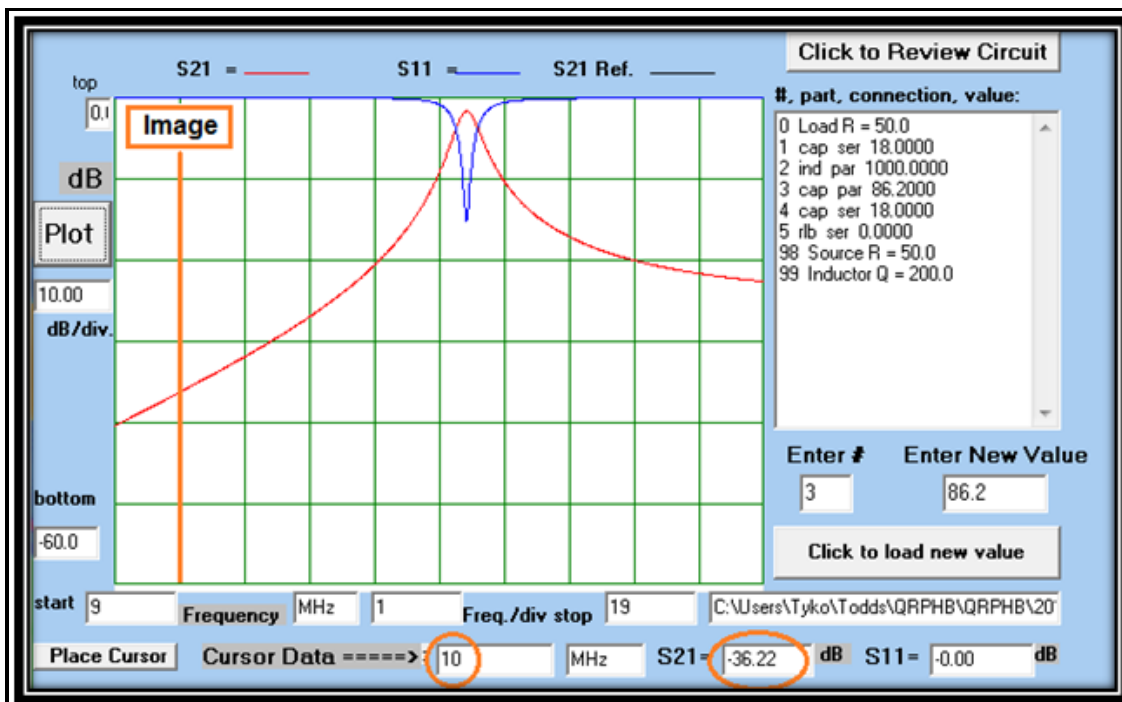 S21 = S11 = S21 Ref.
Click to Review Circuit
top
0.
Image
dB
Plot
10.00
dB/div.
bottom
-60.0
#, part, connection, value:
0 Load R = 50.0
1 cap ser 18.0000
2 ind par 1000.0000
3 cap par 86.2000
4 cap ser 18.0000
5 rlb ser 0.0000
98 Source R = 50.0
99 Inductor Q = 200.0
Enter # Enter New Value
3 86.2
Click to load new value
start 9 Frequency MHz 1 Freq./div stop 19 C:\Users\Tyko\Todds\QRPHB\QRPHB\20
Place Cursor Cursor Data =====> 10 MHz S21= -36.22 dB S11= -0.00 dB